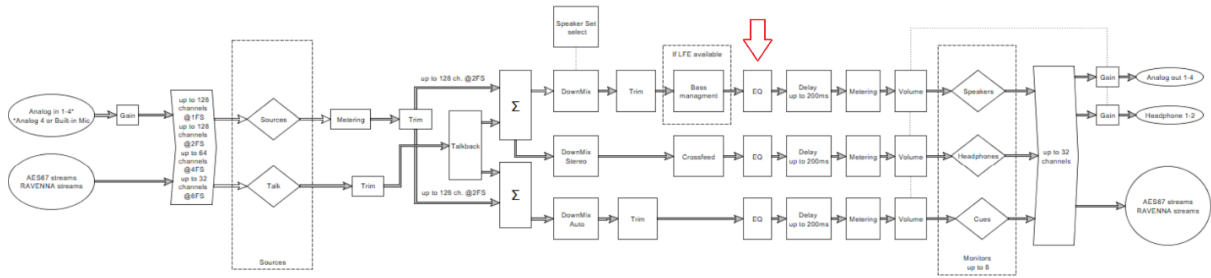 Speaker Set
select
If LFE available
up to 128 ch. @2FS
Analog in 1-4*
*Analog 4 or Built-in Mic
Gain
up to 128
channels
@1FS
up to 128
channels
@2FS
up to 64
channels
@4FS
up to 32
channels
@8FS
Sources
Metering
Trim
Talkback
Σ
DownMix
Trim
Bass
managment
EQ
Delay
up to 200ms
Metering
Volume
Speakers
Gain
Analog out 1-4
Gain
Headphone 1-2
DownMix
Stereo
Crossfeed
EQ
Delay
up to 200ms
Metering
Volume
Headphones
up to 32
channels
AES67 streams
RAVENNA streams
Talk
Trim
up to 128 ch. @2FS
Σ
DownMix
Auto
Trim
EQ
Delay
up to 200ms
Metering
Volume
Cues
AES67 streams
RAVENNA streams
Sources
Monitors
up to 6